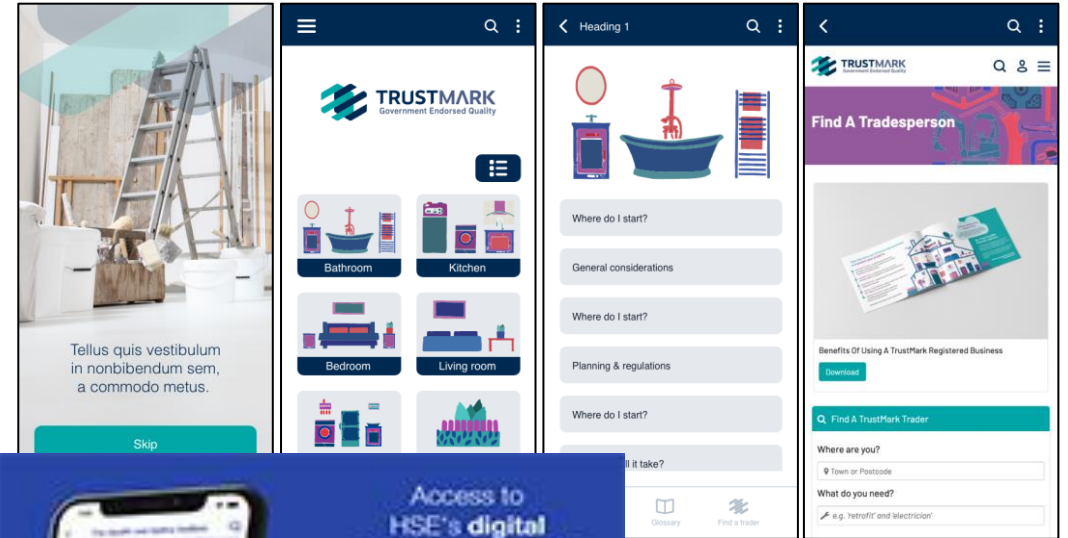 Tellus quis vestibulum
in nonbibendum sem,
a commodo metus.
Skip
TRUSTMARK
Government Endorsed Quality
Bathroom
Kitchen
Bedroom
Living room
Heading 1
Where do I start?
General considerations
Where do I start?
Planning & regulations
Where do I start?
ll it take?
Glossary
Find a trader
TRUSTMARK
Government Endorsed Quality
Find A Tradesperson
Benefits Of Using A TrustMark Registered Business
Download
Find A TrustMark Trader
Where are you?
Town or Postcode
What do you need?
e.g. 'retrofit' and 'electrician'
Access to
HSE's digital